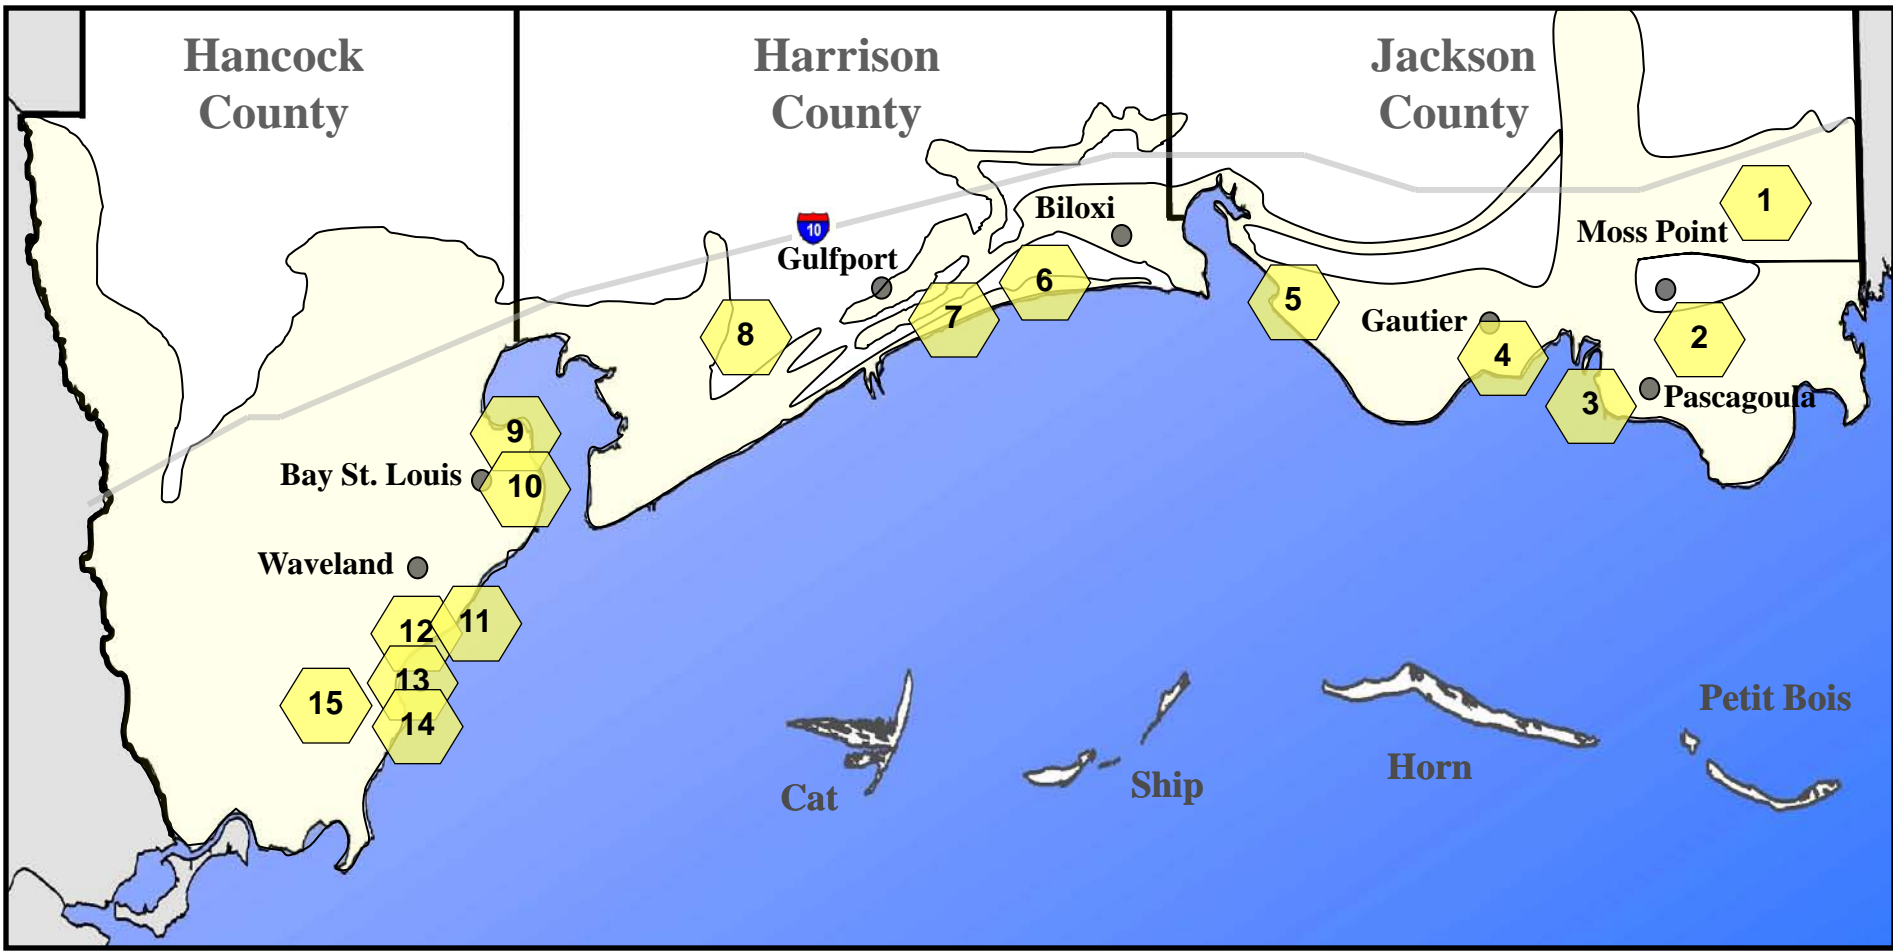 Hancock
County
Harrison
County
Jackson
County
1
Biloxi
10
Moss Point
Gulfport
6
5
7
Gautier
8
2
4
Pascagoula
3
9
Bay St. Louis
10
Waveland
11
12
13
15
14
Petit Bois
Horn
Ship
Cat